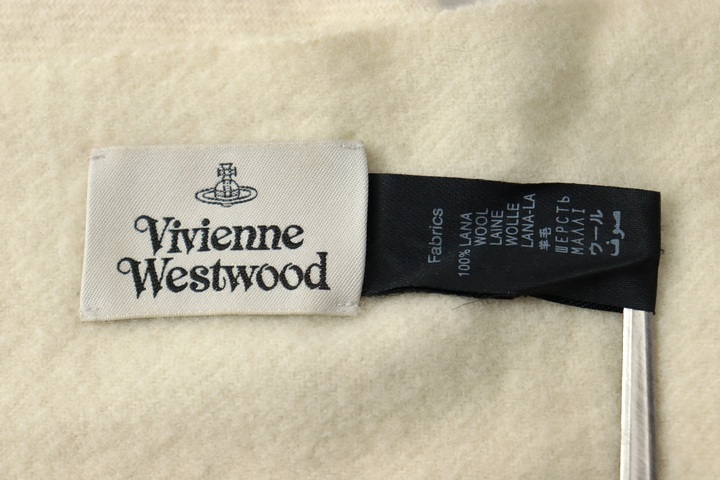 Vivienne
Westwood
Fabrics
100% LANA
WOOL
LAINE
WOLLE
LANA-LA
羊毛
ШЕРСТЬ
ΜΑΛΛΙ
ウール
صوف